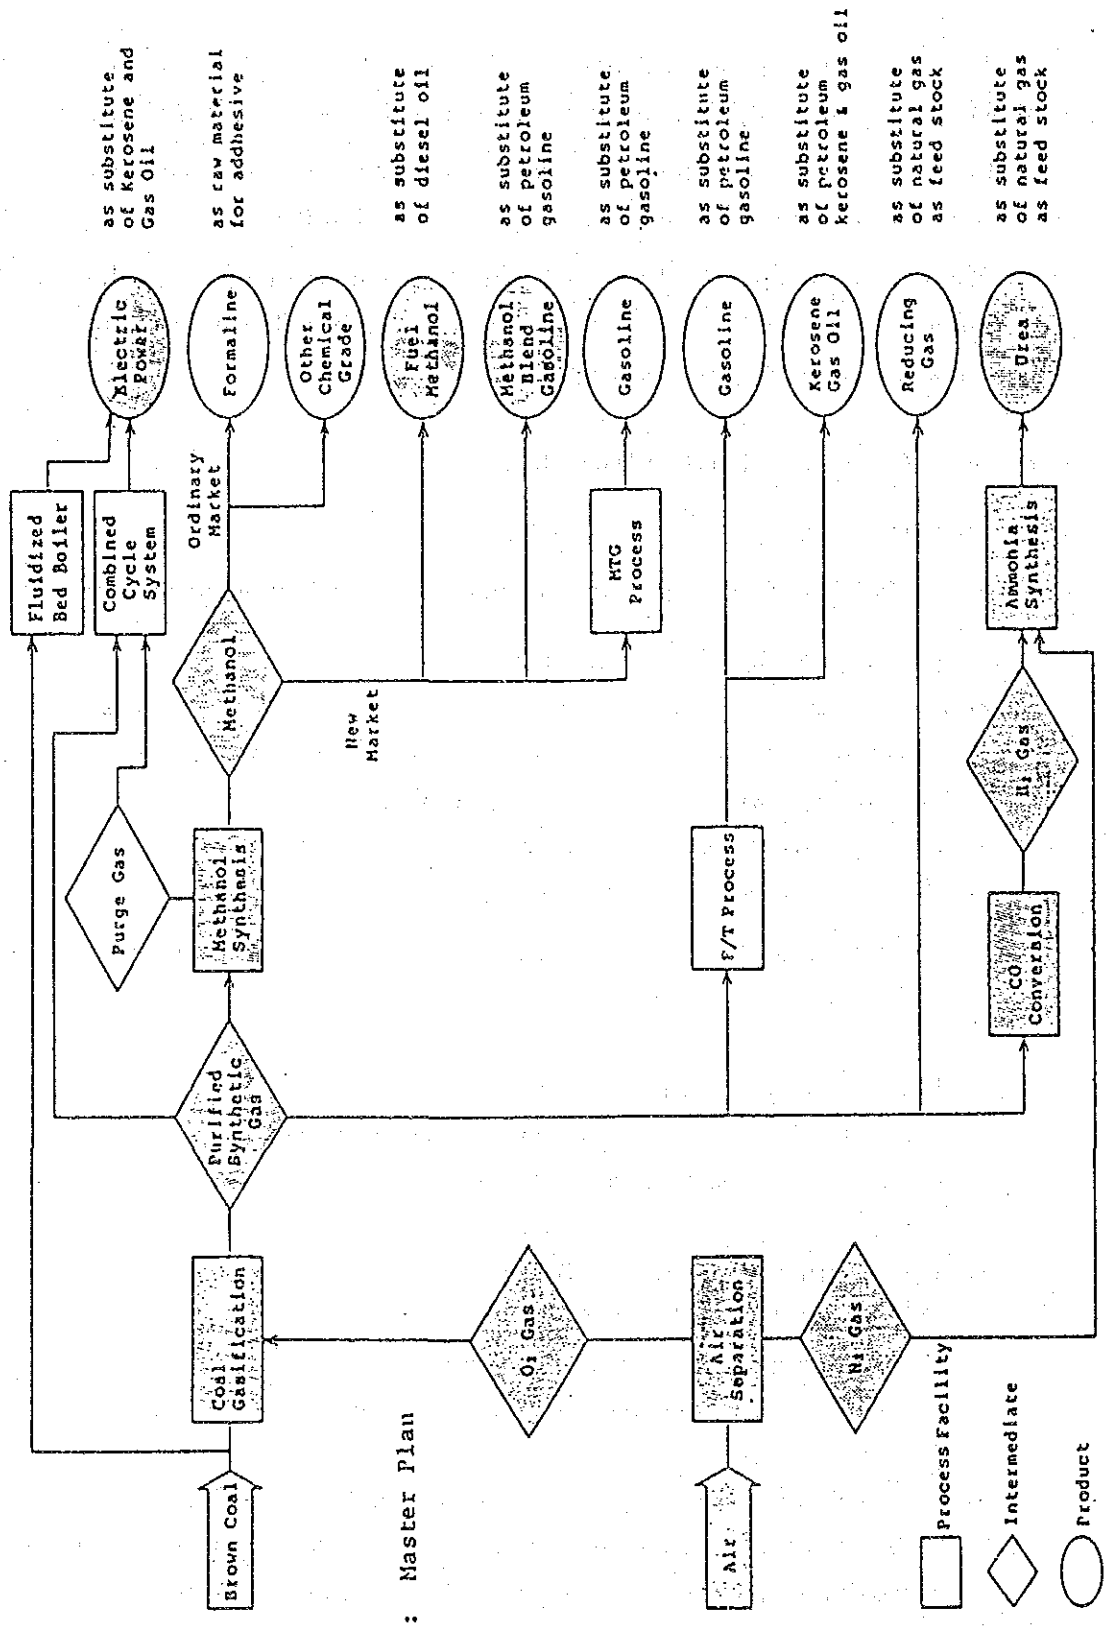 Brown Coal
Coal
Gasification
Purified
Synthetic
Gas
Purge Gas
Methanol
Synthesis
Methanol
Ordinary
Market
New
Market
Fluidized
Bed Boiler
Combined
Cycle
System
Electric
Power
as substitute
of Kerosene and
Gas Oil
Formaline
as raw material
for addhesive
Other
Chemical
Grade
Fuel
Methanol
as substitute
of diesel oil
Methanol
Blend
Gasoline
as substitute
of petroleum
gasoline
MTG
Process
Gasoline
as substitute
of petroleum
gasoline
F/T Process
Gasoline
as substitute
of petroleum
gasoline
Kerosene
Gas Oil
as substitute
of petroleum
kerosene & gas oil
Reducing
Gas
as substitute
of natural gas
as feed stock
CO
Conversion
H₂ Gas
Ammonia
Synthesis
Urea
as substitute
of natural gas
as feed stock
: Master Plan
O₂ Gas
Air
Air
Separation
N₂ Gas
Process Facility
Intermediate
Product